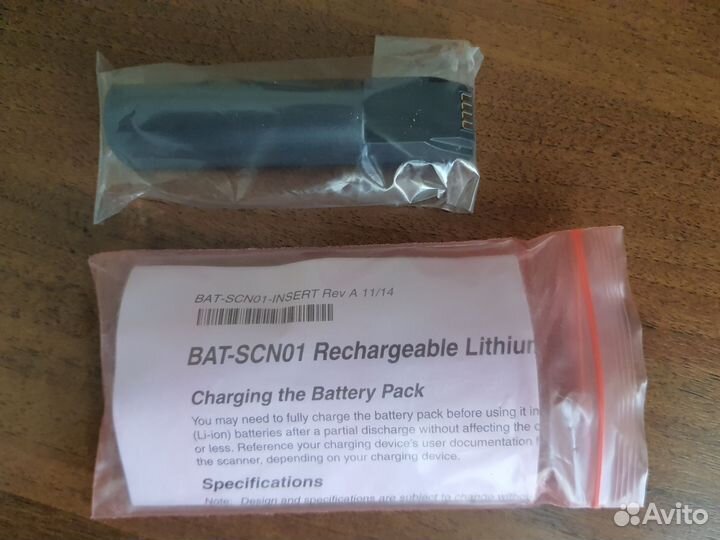 BAT-SCN01-INSERT Rev A 11/14
BAT-SCN01 Rechargeable Lithium
Charging the Battery Pack
You may need to fully charge the battery pack before using it in
(Li-ion) batteries after a partial discharge without affecting the
or less. Reference your charging device's user documentation
the scanner, depending on your charging device.
Specifications
Note: Design and specifications are subject to change without
Avito